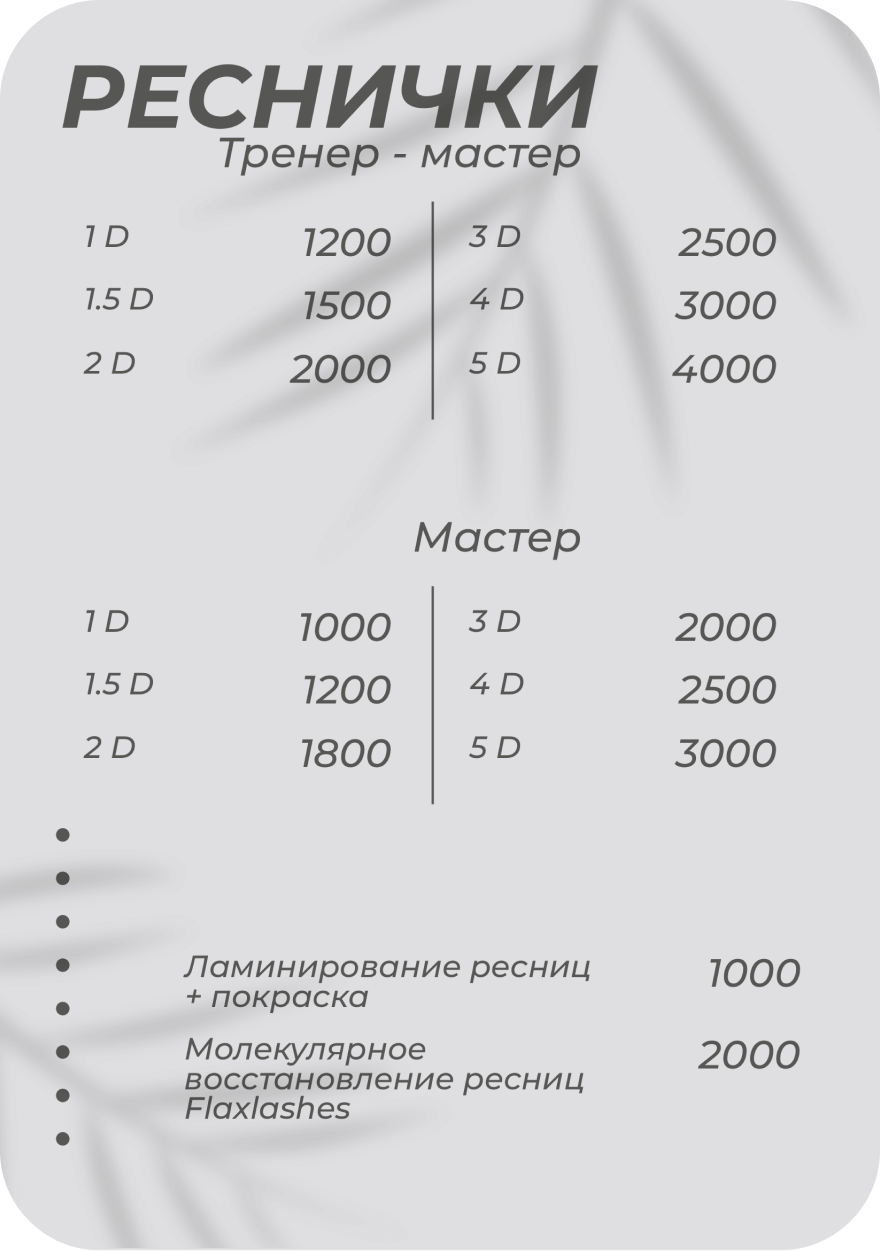 РЕСНИЧКИ
Тренер - мастер
1 D 1200
1.5 D 1500
2 D 2000
3 D 2500
4 D 3000
5 D 4000
Мастер
1 D 1000
1.5 D 1200
2 D 1800
3 D 2000
4 D 2500
5 D 3000
Ламинирование ресниц 1000
+ покраска
Молекулярное 2000
восстановление ресниц
Flaxlashes